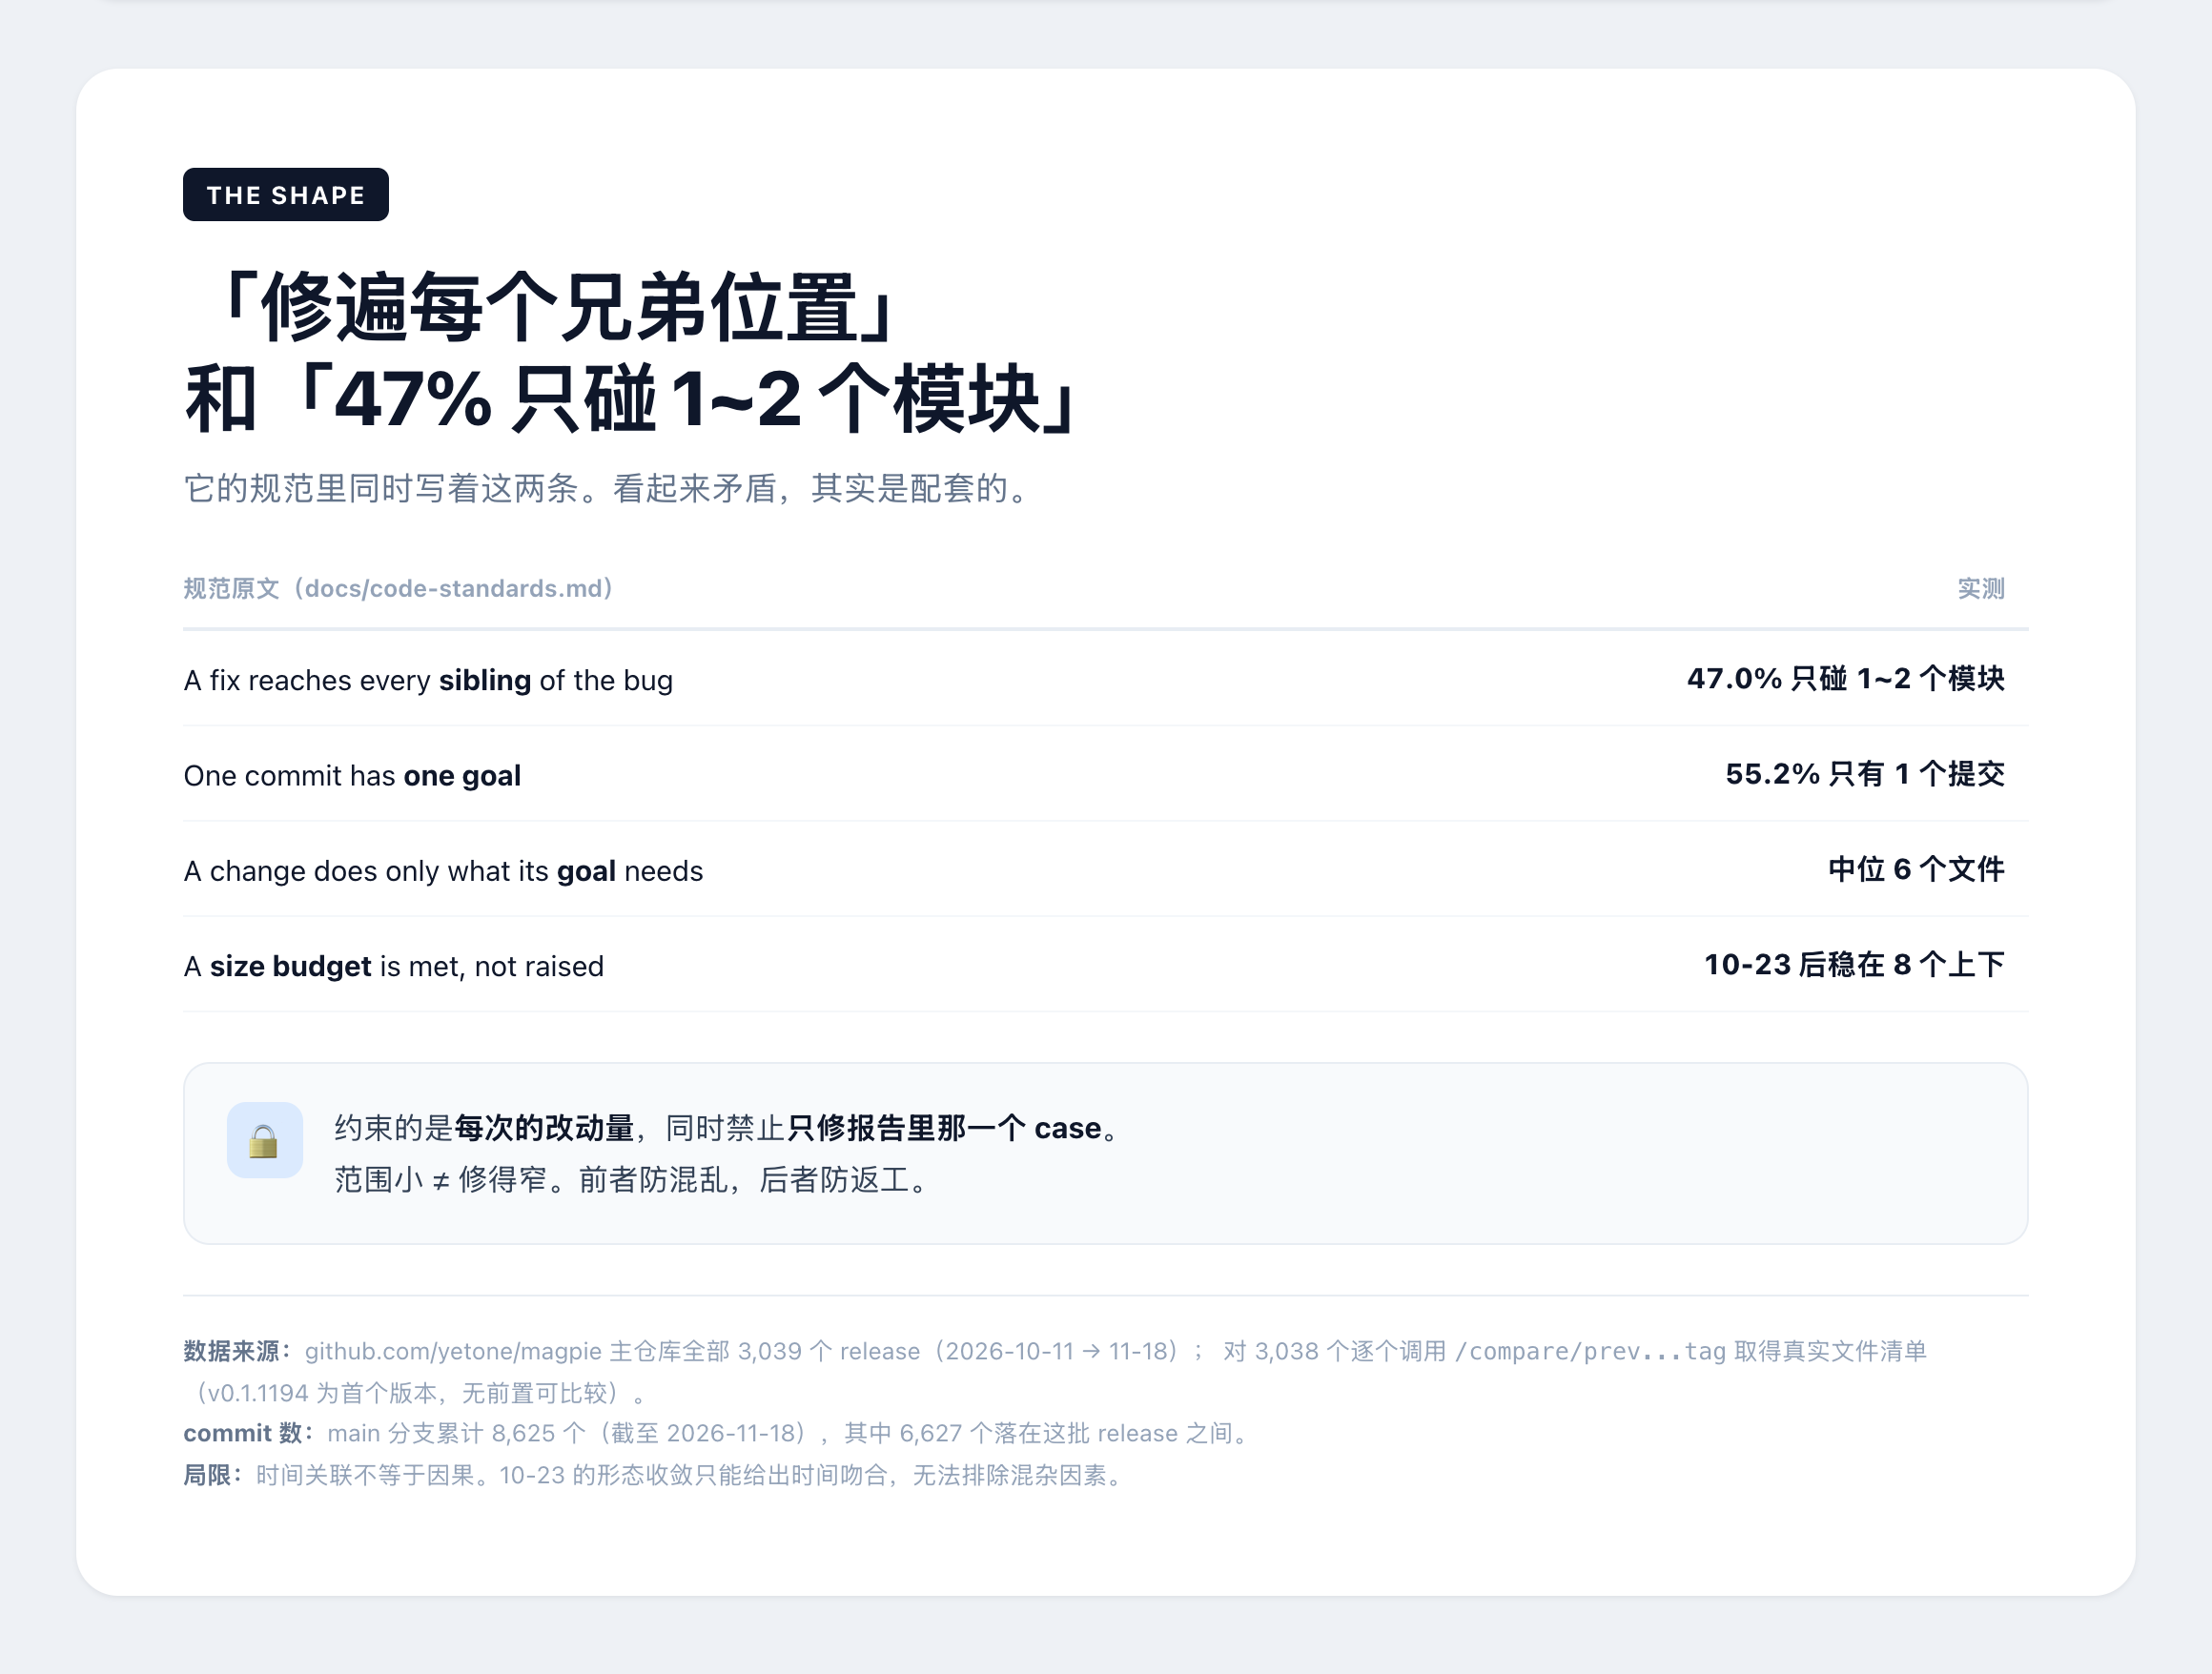 THE SHAPE
「修遍每个兄弟位置」
和「47% 只碰 1~2 个模块」
它的规范里同时写着这两条。看起来矛盾，其实是配套的。
规范原文（docs/code-standards.md） 实测
A fix reaches every sibling of the bug 47.0% 只碰 1~2 个模块
One commit has one goal 55.2% 只有 1 个提交
A change does only what its goal needs 中位 6 个文件
A size budget is met, not raised 10-23 后稳在 8 个上下
约束的是每次的改动量，同时禁止只修报告里那一个 case。
范围小 ≠ 修得窄。前者防混乱，后者防返工。
数据来源：github.com/yetone/magpie 主仓库全部 3,039 个 release（2026-10-11 → 11-18）； 对 3,038 个逐个调用 /compare/prev...tag 取得真实文件清单
（v0.1.1194 为首个版本，无前置可比较）。
commit 数：main 分支累计 8,625 个（截至 2026-11-18），其中 6,627 个落在这批 release 之间。
局限：时间关联不等于因果。10-23 的形态收敛只能给出时间吻合，无法排除混杂因素。